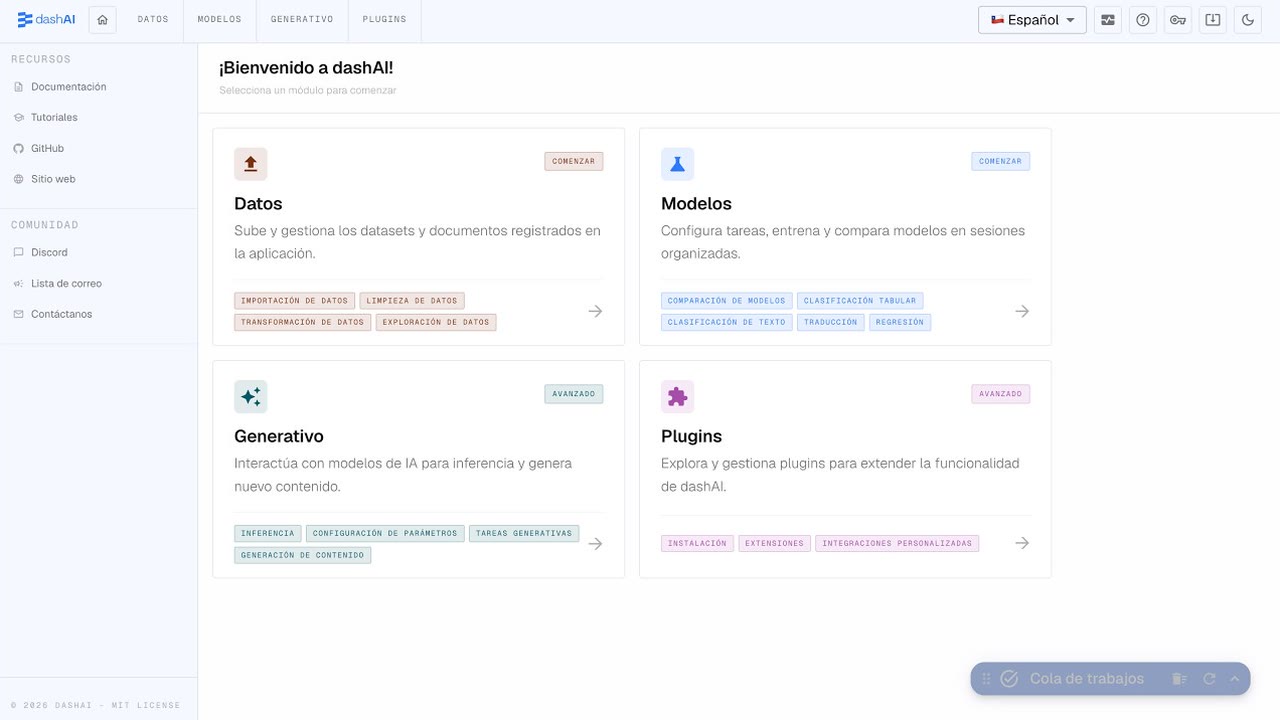 dashAI
DATOS
MODELOS
GENERATIVO
PLUGINS
Español
RECURSOS
Documentación
Tutoriales
GitHub
Sitio web
COMUNIDAD
Discord
Lista de correo
Contáctanos
© 2026 DASHAI - MIT LICENSE
¡Bienvenido a dashAI!
Selecciona un módulo para comenzar
COMENZAR
Datos
Sube y gestiona los datasets y documentos registrados en
la aplicación.
IMPORTACIÓN DE DATOS LIMPIEZA DE DATOS
TRANSFORMACIÓN DE DATOS EXPLORACIÓN DE DATOS
COMENZAR
Modelos
Configura tareas, entrena y compara modelos en sesiones
organizadas.
COMPARACIÓN DE MODELOS CLASIFICACIÓN TABULAR
CLASIFICACIÓN DE TEXTO TRADUCCIÓN REGRESIÓN
AVANZADO
Generativo
Interactúa con modelos de IA para inferencia y genera
nuevo contenido.
INFERENCIA CONFIGURACIÓN DE PARÁMETROS TAREAS GENERATIVAS
GENERACIÓN DE CONTENIDO
AVANZADO
Plugins
Explora y gestiona plugins para extender la funcionalidad
de dashAI.
INSTALACIÓN EXTENSIONES INTEGRACIONES PERSONALIZADAS
Cola de trabajos